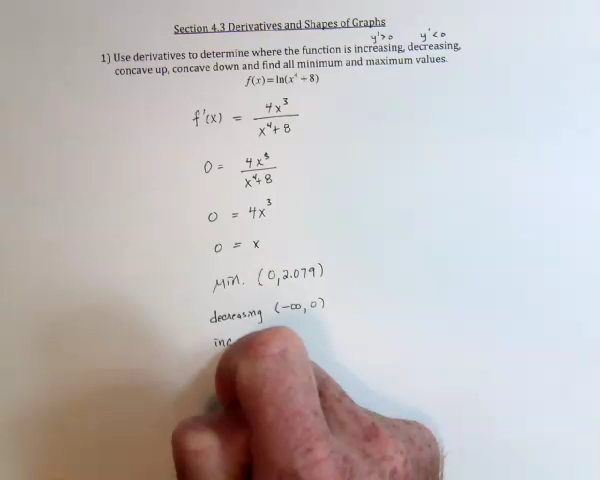 Section 4.3 Derivatives and Shapes of Graphs
y'>0 y'<0
1) Use derivatives to determine where the function is increasing, decreasing,
concave up, concave down and find all minimum and maximum values.
f(x)=ln(x⁴+8)
f'(x) = 4x³/(x⁴+8)
0 = 4x³/(x⁴+8)
0 = 4x³
0 = x
Min. (0,2.079)
decreasing (-∞,0)
inc